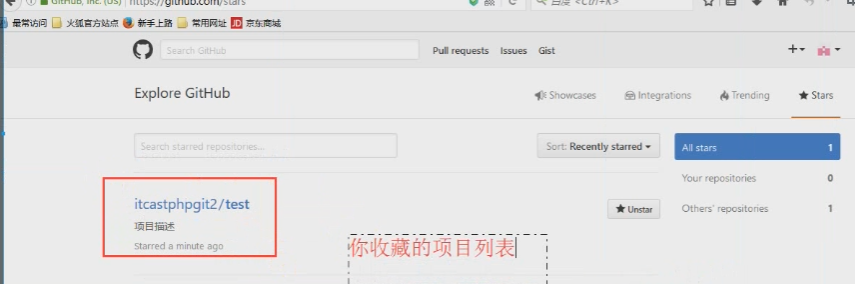 GitHub, Inc. (US) https://github.com/stars 百度 <Ctrl+K>
最常访问 火狐官方站点 新手上路 常用网址 JD 京东商城
Search GitHub Pull requests Issues Gist
Explore GitHub Showcases Integrations Trending Stars
Search starred repositories... Sort: Recently starred All stars 1
Your repositories 0
itcastphpgit2/test Unstar Others' repositories 1
项目描述
Starred a minute ago
你收藏的项目列表